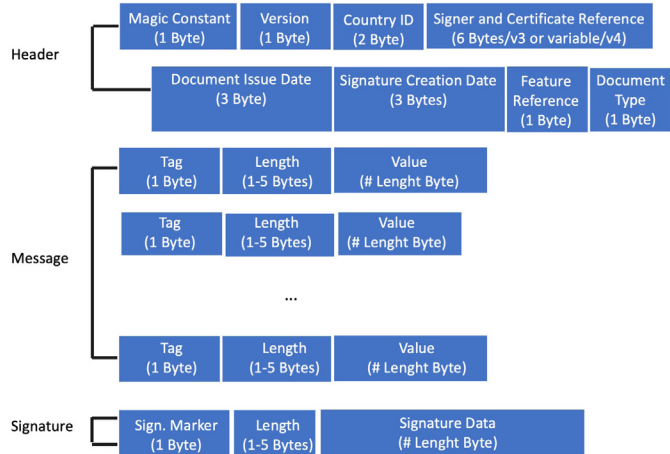 Header
Magic Constant
(1 Byte)
Version
(1 Byte)
Country ID
(2 Byte)
Signer and Certificate Reference
(6 Bytes/v3 or variable/v4)
Document Issue Date
(3 Byte)
Signature Creation Date
(3 Bytes)
Feature
Reference
(1 Byte)
Document
Type
(1 Byte)
Message
Tag
(1 Byte)
Length
(1-5 Bytes)
Value
(# Lenght Byte)
Tag
(1 Byte)
Length
(1-5 Bytes)
Value
(# Lenght Byte)
...
Tag
(1 Byte)
Length
(1-5 Bytes)
Value
(# Lenght Byte)
Signature
Sign. Marker
(1 Byte)
Length
(1-5 Bytes)
Signature Data
(# Lenght Byte)